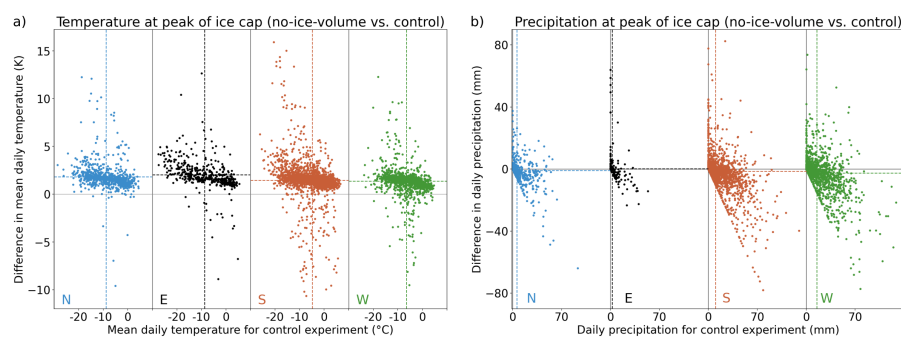 a) Temperature at peak of ice cap (no-ice-volume vs. control)
Difference in mean daily temperature (K)
15
10
5
0
−5
−10
N E S W
-20 -10 0 -20 -10 0 -20 -10 0 -20 -10 0
Mean daily temperature for control experiment (°C)
b) Precipitation at peak of ice cap (no-ice-volume vs. control)
Difference in daily precipitation (mm)
80
40
0
−40
−80
N E S W
0 70 0 70 0 70 0 70
Daily precipitation for control experiment (mm)